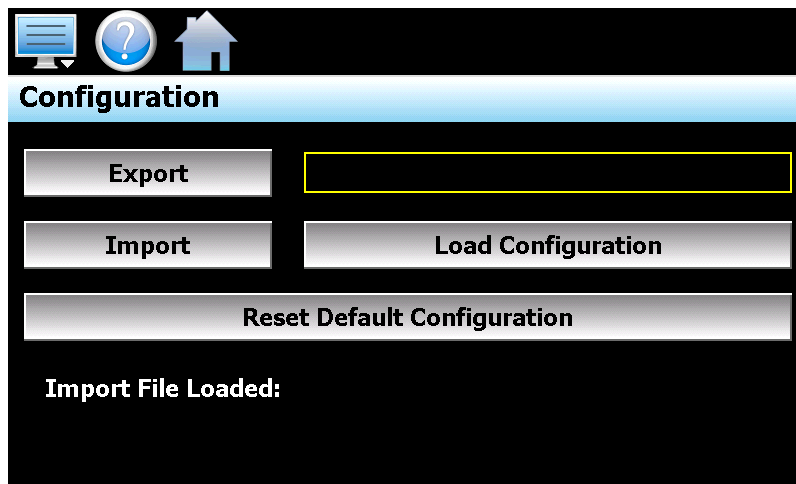 ?
Configuration
Export
Import
Load Configuration
Reset Default Configuration
Import File Loaded: